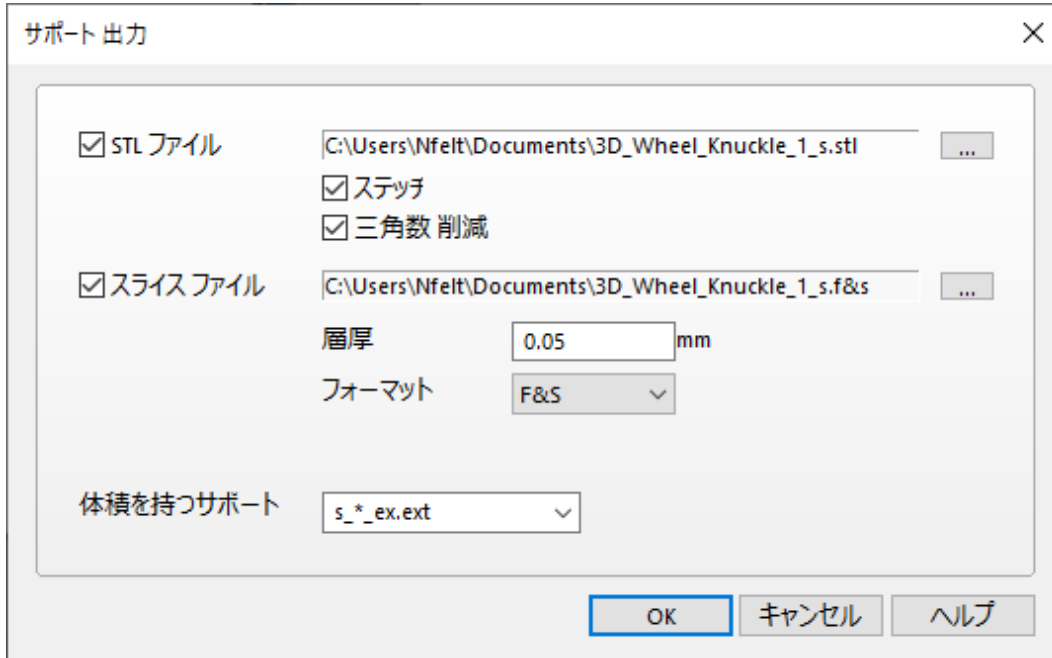 サポート 出力
STL ファイル C:\Users\Nfelt\Documents\3D_Wheel_Knuckle_1_s.stl ...
ステッチ
三角数 削減
スライス ファイル C:\Users\Nfelt\Documents\3D_Wheel_Knuckle_1_s.f&s ...
層厚 0.05 mm
フォーマット F&S
体積を持つサポート s_*_ex.ext
OK キャンセル ヘルプ